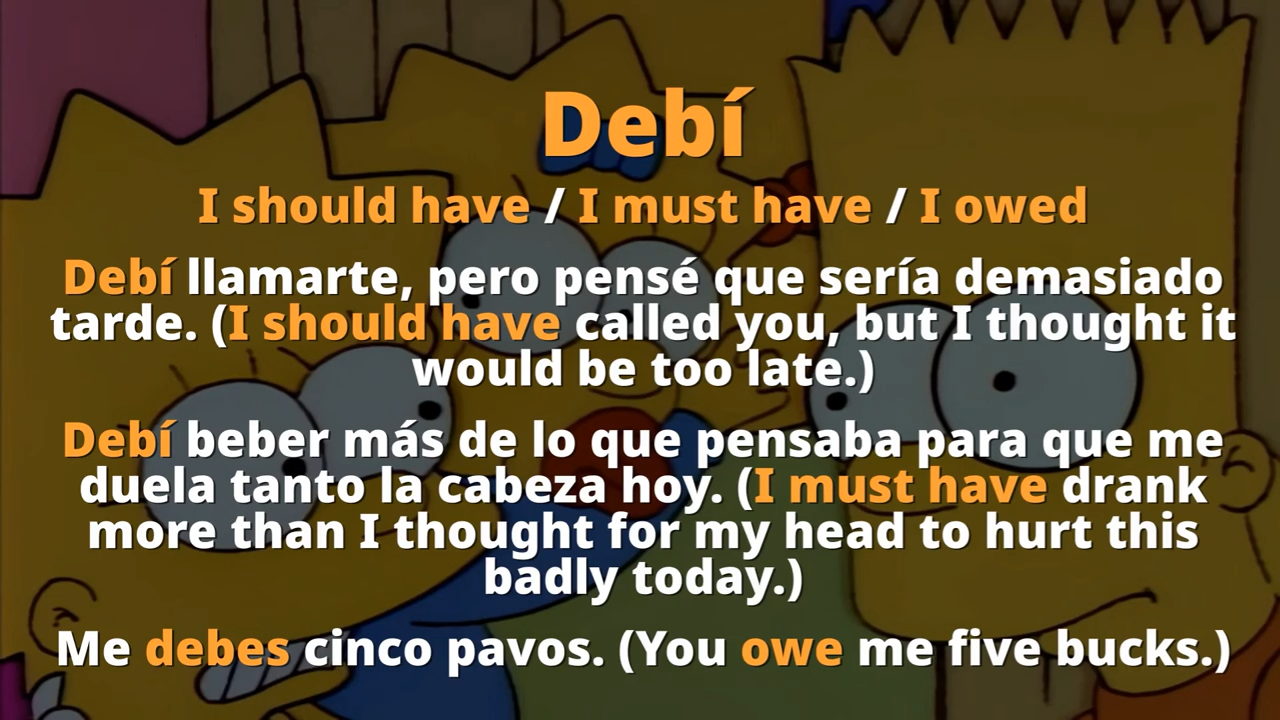 Debí
I should have / I must have / I owed
Debí llamarte, pero pensé que sería demasiado
tarde. (I should have called you, but I thought it
would be too late.)
Debí beber más de lo que pensaba para que me
duela tanto la cabeza hoy. (I must have drank
more than I thought for my head to hurt this
badly today.)
Me debes cinco pavos. (You owe me five bucks.)